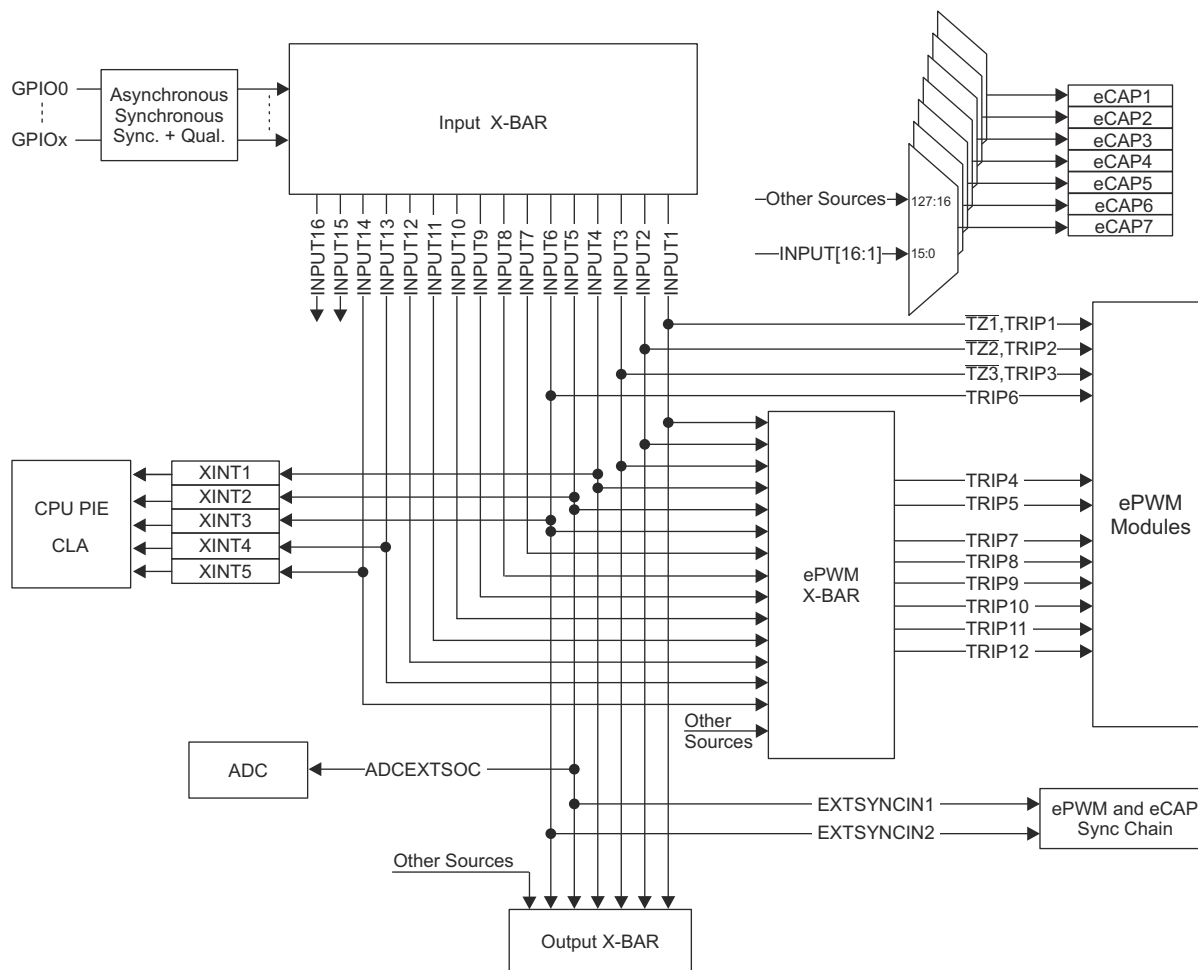 GPIO0
GPIOx
Asynchronous
Synchronous
Sync. + Qual.
Input X-BAR
INPUT16
INPUT15
INPUT14
INPUT13
INPUT12
INPUT11
INPUT10
INPUT9
INPUT8
INPUT7
INPUT6
INPUT5
INPUT4
INPUT3
INPUT2
INPUT1
Other Sources
127:16
INPUT[16:1]
15:0
eCAP1
eCAP2
eCAP3
eCAP4
eCAP5
eCAP6
eCAP7
TZ1,TRIP1
TZ2,TRIP2
TZ3,TRIP3
TRIP6
CPU PIE
CLA
XINT1
XINT2
XINT3
XINT4
XINT5
ePWM
X-BAR
TRIP4
TRIP5
TRIP7
TRIP8
TRIP9
TRIP10
TRIP11
TRIP12
ePWM
Modules
Other
Sources
ADC
ADCEXTSOC
EXTSYNCIN1
EXTSYNCIN2
ePWM and eCAP
Sync Chain
Other Sources
Output X-BAR